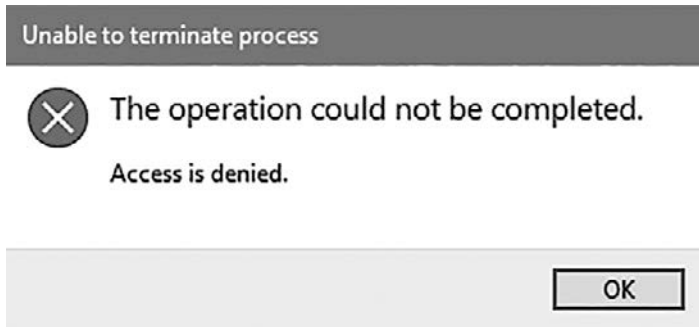 Unable to terminate process
The operation could not be completed.
Access is denied.
OK